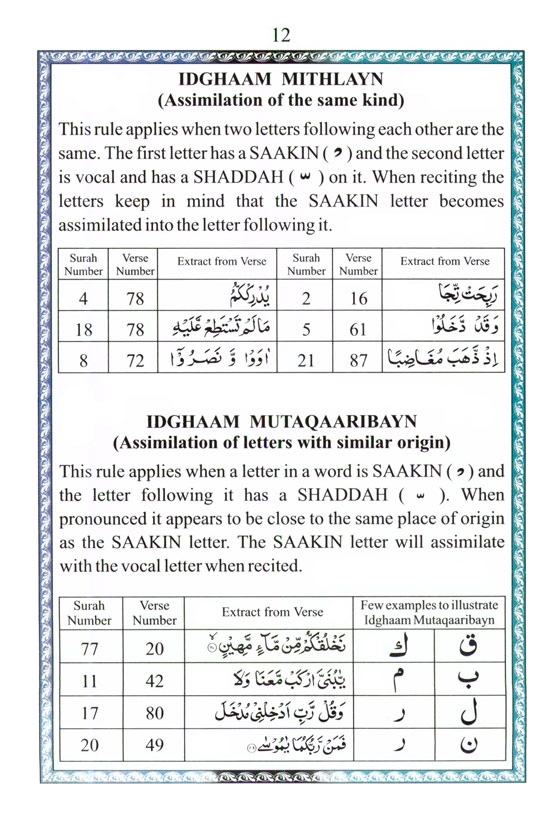 12
IDGHAAM MITHLAYN
(Assimilation of the same kind)
This rule applies when two letters following each other are the
same. The first letter has a SAAKIN ( ْ ) and the second letter
is vocal and has a SHADDAH ( ّ ) on it. When reciting the
letters keep in mind that the SAAKIN letter becomes
assimilated into the letter following it.
Surah Number Verse Number Extract from Verse Surah Number Verse Number Extract from Verse
4 78 يُدْرِككُّمُ 2 16 رَبِحَتْ تِّجَا
18 78 مَالَمْ تَسْتَطِعْ عَّلَيْهِ 5 61 وَقَدْ دَّخَلُوْا
8 72 اٰوَوْا وَّ نَصَرُوْٓا 21 87 اِذْ ذَّهَبَ مُغَاضِبًا
IDGHAAM MUTAQAARIBAYN
(Assimilation of letters with similar origin)
This rule applies when a letter in a word is SAAKIN ( ْ ) and
the letter following it has a SHADDAH ( ّ ). When
pronounced it appears to be close to the same place of origin
as the SAAKIN letter. The SAAKIN letter will assimilate
with the vocal letter when recited.
Surah Number Verse Number Extract from Verse Few examples to illustrate Idghaam Mutaqaaribayn
77 20 نَخْلُقْكُّمْ مِّنْ مَّآءٍ مَّهِيْنٍ ك ق
11 42 يّٰبُنَيَّ ارْكَبْ مَّعَنَا وَلَا م ب
17 80 وَقُلْ رَّبِّ اَدْخِلْنِيْ مُدْخَلَ ر ل
20 49 فَمَنْ رَّبُّكُمَا يٰمُوْسٰى ر ن